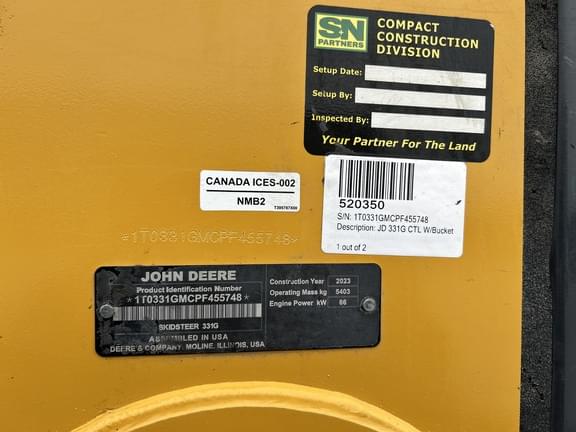 SN
PARTNERS
COMPACT
CONSTRUCTION
DIVISION
Setup Date:
Setup By:
Inspected By:
Your Partner For The Land
CANADA ICES-002
NMB2
520350
S/N: 1T0331GMCPF455748
Description: JD 331G CTL W/Bucket
1 out of 2
*1T0331GMCPF455748*
JOHN DEERE
Product Identification Number
*1T0331GMCPF455748*
SKIDSTEER 331G
ASSEMBLED IN USA
DEERE & COMPANY, MOLINE, ILLINOIS, USA
Construction Year 2023
Operating Mass kg 5403
Engine Power kW 66